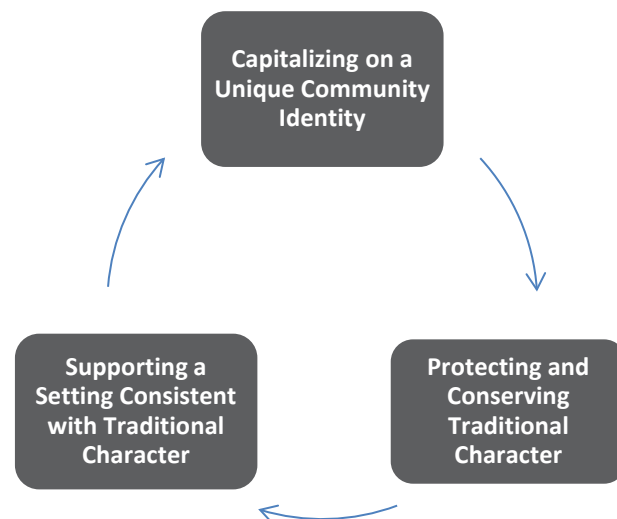 Capitalizing on a
Unique Community
Identity
Protecting and
Conserving
Traditional
Character
Supporting a
Setting Consistent
with Traditional
Character